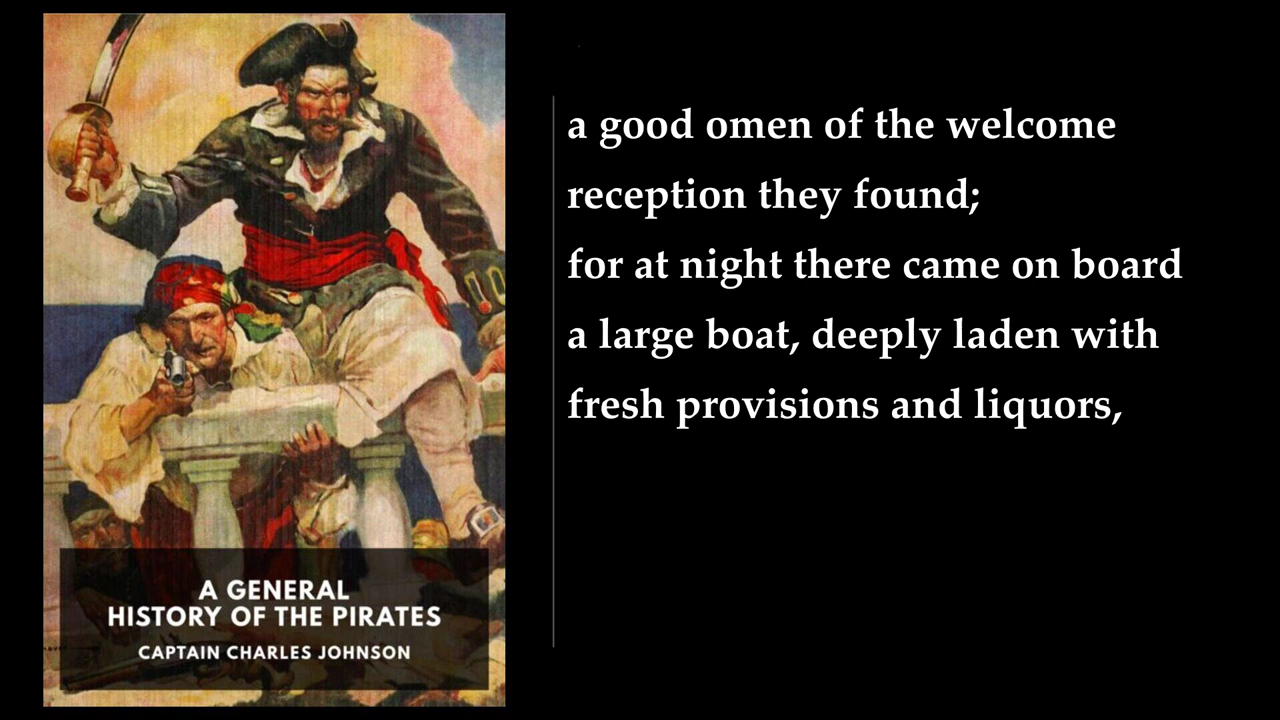 a good omen of the welcome
reception they found;
for at night there came on board
a large boat, deeply laden with
fresh provisions and liquors,
A GENERAL
HISTORY OF THE PIRATES
CAPTAIN CHARLES JOHNSON